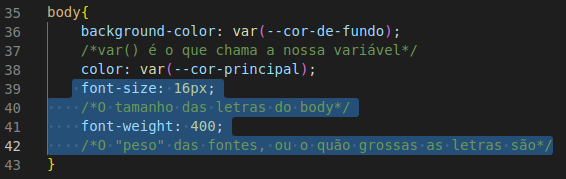 35 body{
36 background-color: var(--cor-de-fundo);
37 /*var() é o que chama a nossa variável*/
38 color: var(--cor-principal);
39 font-size: 16px;
40 /*O tamanho das letras do body*/
41 font-weight: 400;
42 /*O "peso" das fontes, ou o quão grossas as letras são*/
43 }